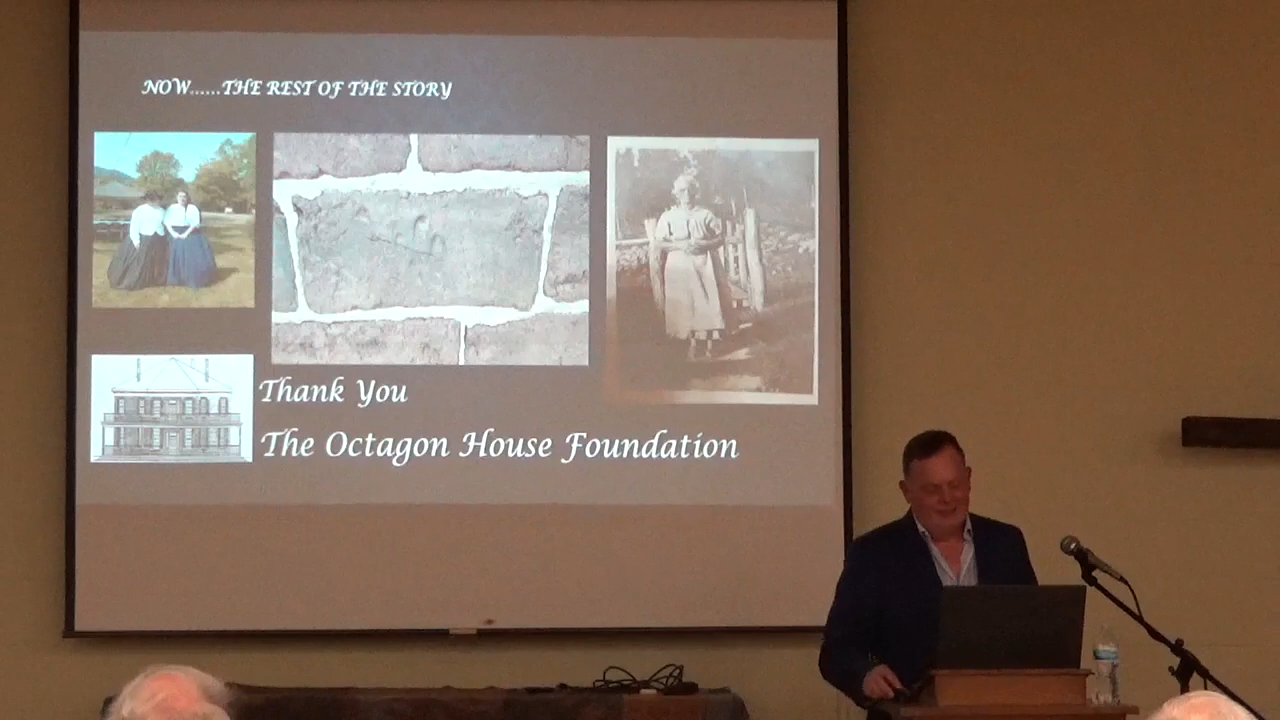 NOW......THE REST OF THE STORY
Thank You
The Octagon House Foundation